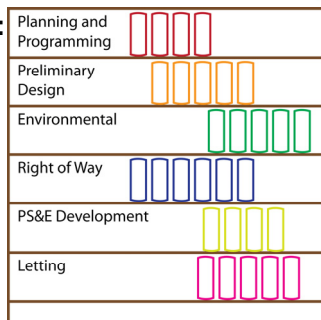 :
Planning and
Programming
Preliminary
Design
Environmental
Right of Way
PS&E Development
Letting